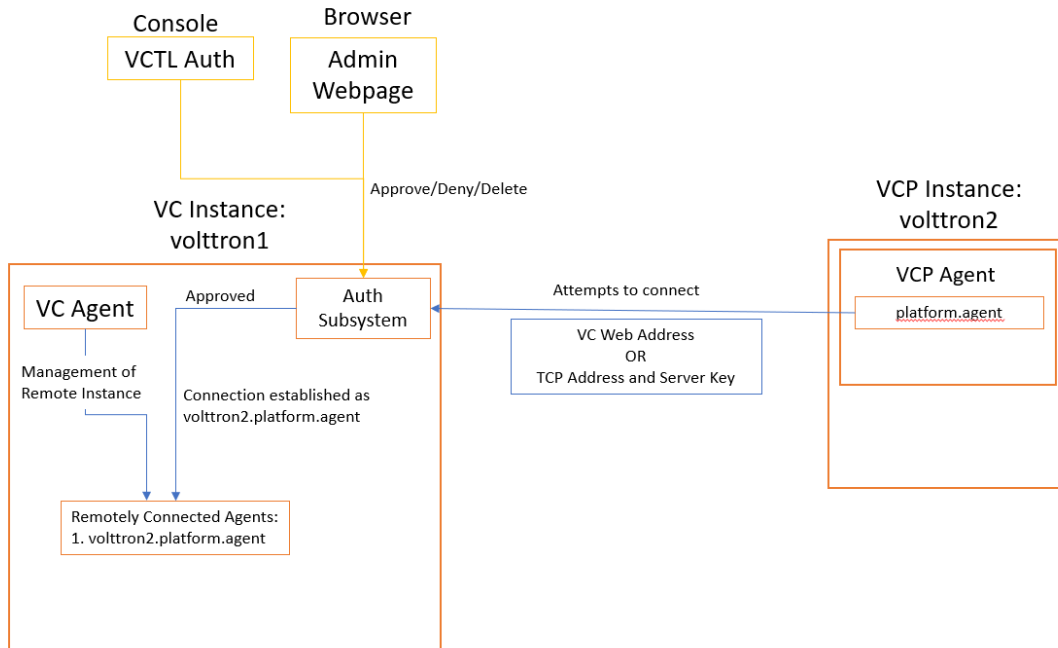 Console
VCTL Auth
Browser
Admin
Webpage
Approve/Deny/Delete
VC Instance:
volttron1
VC Agent
Management of
Remote Instance
Approved
Auth
Subsystem
Connection established as
volttron2.platform.agent
Remotely Connected Agents:
1. volttron2.platform.agent
Attempts to connect
VC Web Address
OR
TCP Address and Server Key
VCP Instance:
volttron2
VCP Agent
platform.agent